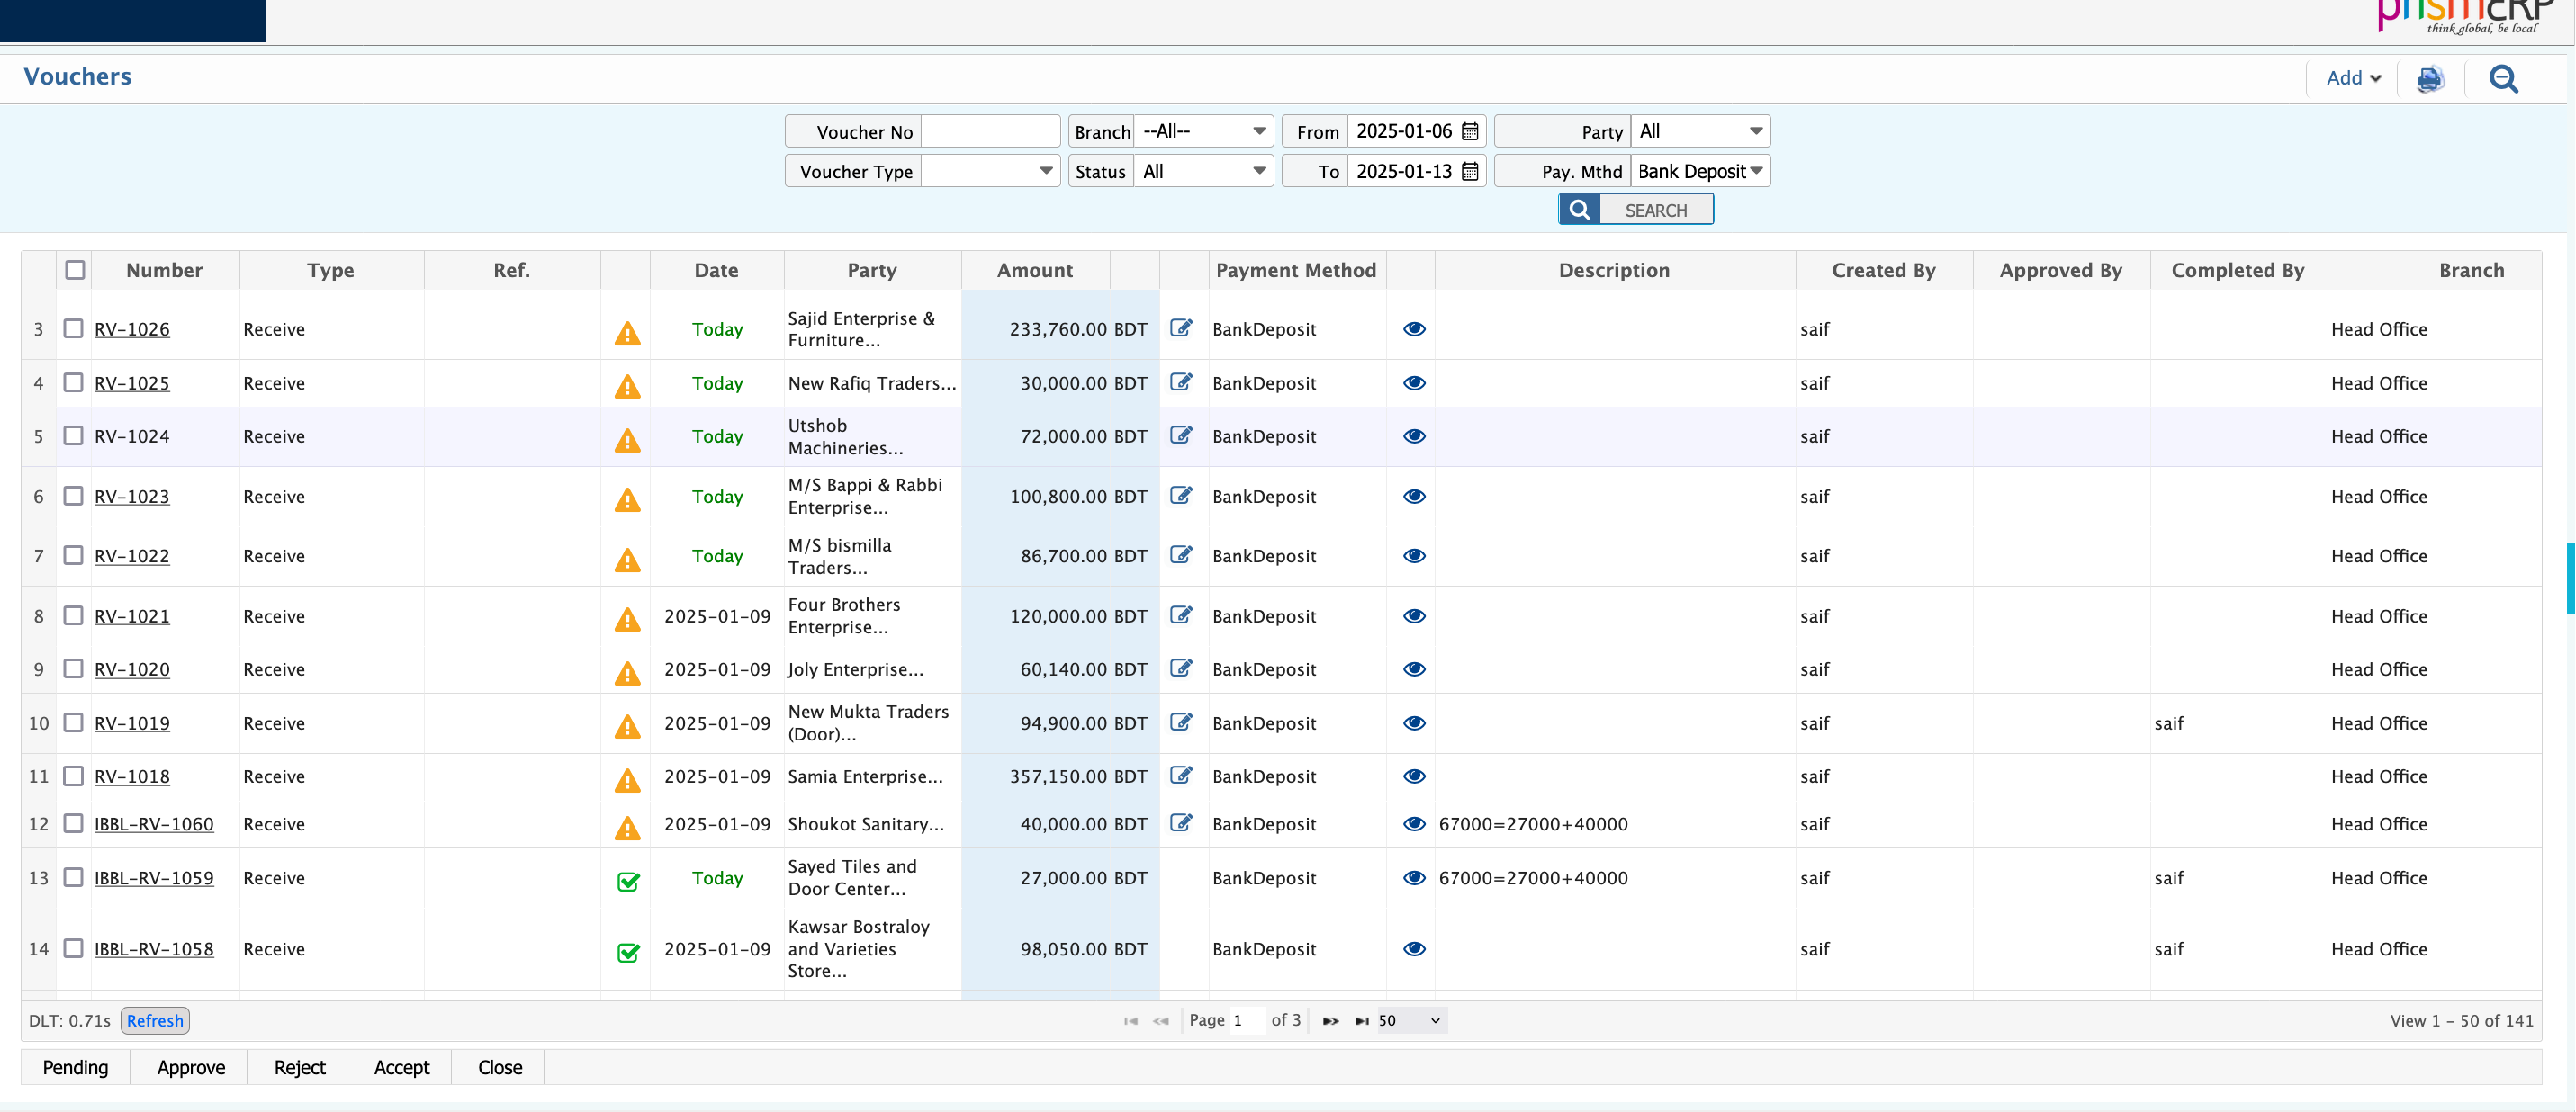 prismERP
think global, be local
Vouchers
Add
Voucher No
Branch --All--
From 2025-01-06
Party All
Voucher Type
Status All
To 2025-01-13
Pay. Mthd Bank Deposit
SEARCH
Number Type Ref. Date Party Amount Payment Method Description Created By Approved By Completed By Branch
3 RV-1026 Receive Today Sajid Enterprise & Furniture... 233,760.00 BDT BankDeposit saif Head Office
4 RV-1025 Receive Today New Rafiq Traders... 30,000.00 BDT BankDeposit saif Head Office
5 RV-1024 Receive Today Utshob Machineries... 72,000.00 BDT BankDeposit saif Head Office
6 RV-1023 Receive Today M/S Bappi & Rabbi Enterprise... 100,800.00 BDT BankDeposit saif Head Office
7 RV-1022 Receive Today M/S bismilla Traders... 86,700.00 BDT BankDeposit saif Head Office
8 RV-1021 Receive 2025-01-09 Four Brothers Enterprise... 120,000.00 BDT BankDeposit saif Head Office
9 RV-1020 Receive 2025-01-09 Joly Enterprise... 60,140.00 BDT BankDeposit saif Head Office
10 RV-1019 Receive 2025-01-09 New Mukta Traders (Door)... 94,900.00 BDT BankDeposit saif saif Head Office
11 RV-1018 Receive 2025-01-09 Samia Enterprise... 357,150.00 BDT BankDeposit saif Head Office
12 IBBL-RV-1060 Receive 2025-01-09 Shoukot Sanitary... 40,000.00 BDT BankDeposit 67000=27000+40000 saif Head Office
13 IBBL-RV-1059 Receive Today Sayed Tiles and Door Center... 27,000.00 BDT BankDeposit 67000=27000+40000 saif saif Head Office
14 IBBL-RV-1058 Receive 2025-01-09 Kawsar Bostraloy and Varieties Store... 98,050.00 BDT BankDeposit saif saif Head Office
DLT: 0.71s Refresh Page 1 of 3 50 View 1 - 50 of 141
Pending Approve Reject Accept Close